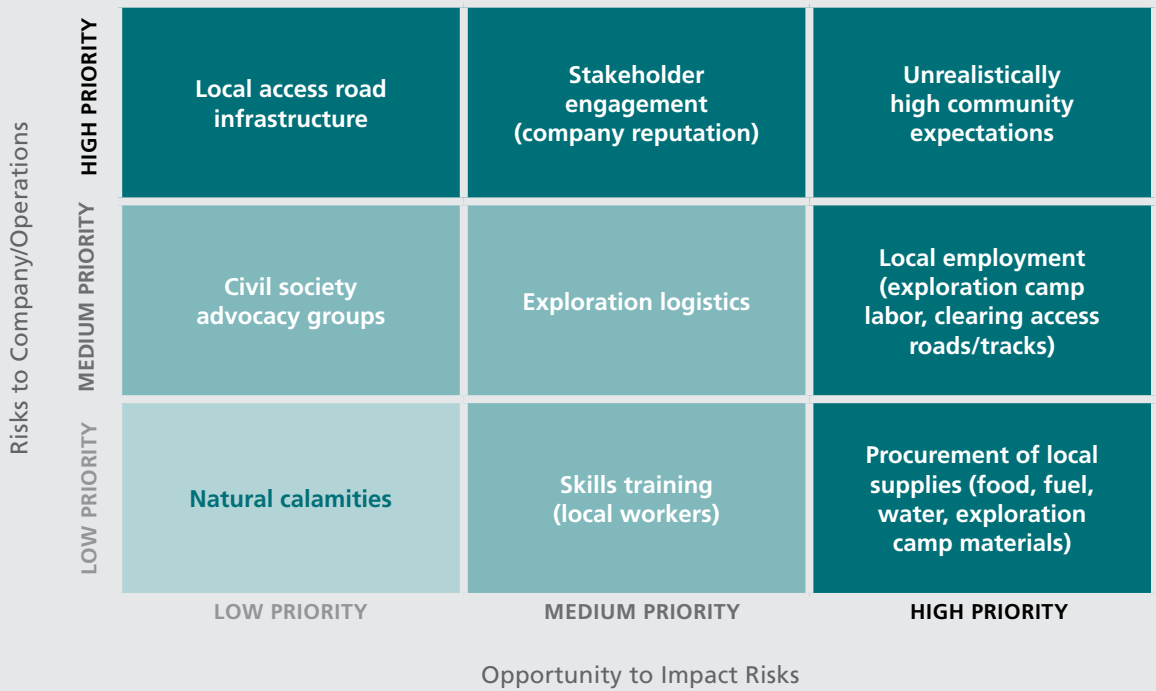 Risks to Company/Operations
HIGH PRIORITY
Local access road
infrastructure
Stakeholder
engagement
(company reputation)
Unrealistically
high community
expectations
MEDIUM PRIORITY
Civil society
advocacy groups
Exploration logistics
Local employment
(exploration camp
labor, clearing access
roads/tracks)
LOW PRIORITY
Natural calamities
Skills training
(local workers)
Procurement of local
supplies (food, fuel,
water, exploration
camp materials)
LOW PRIORITY
MEDIUM PRIORITY
HIGH PRIORITY
Opportunity to Impact Risks